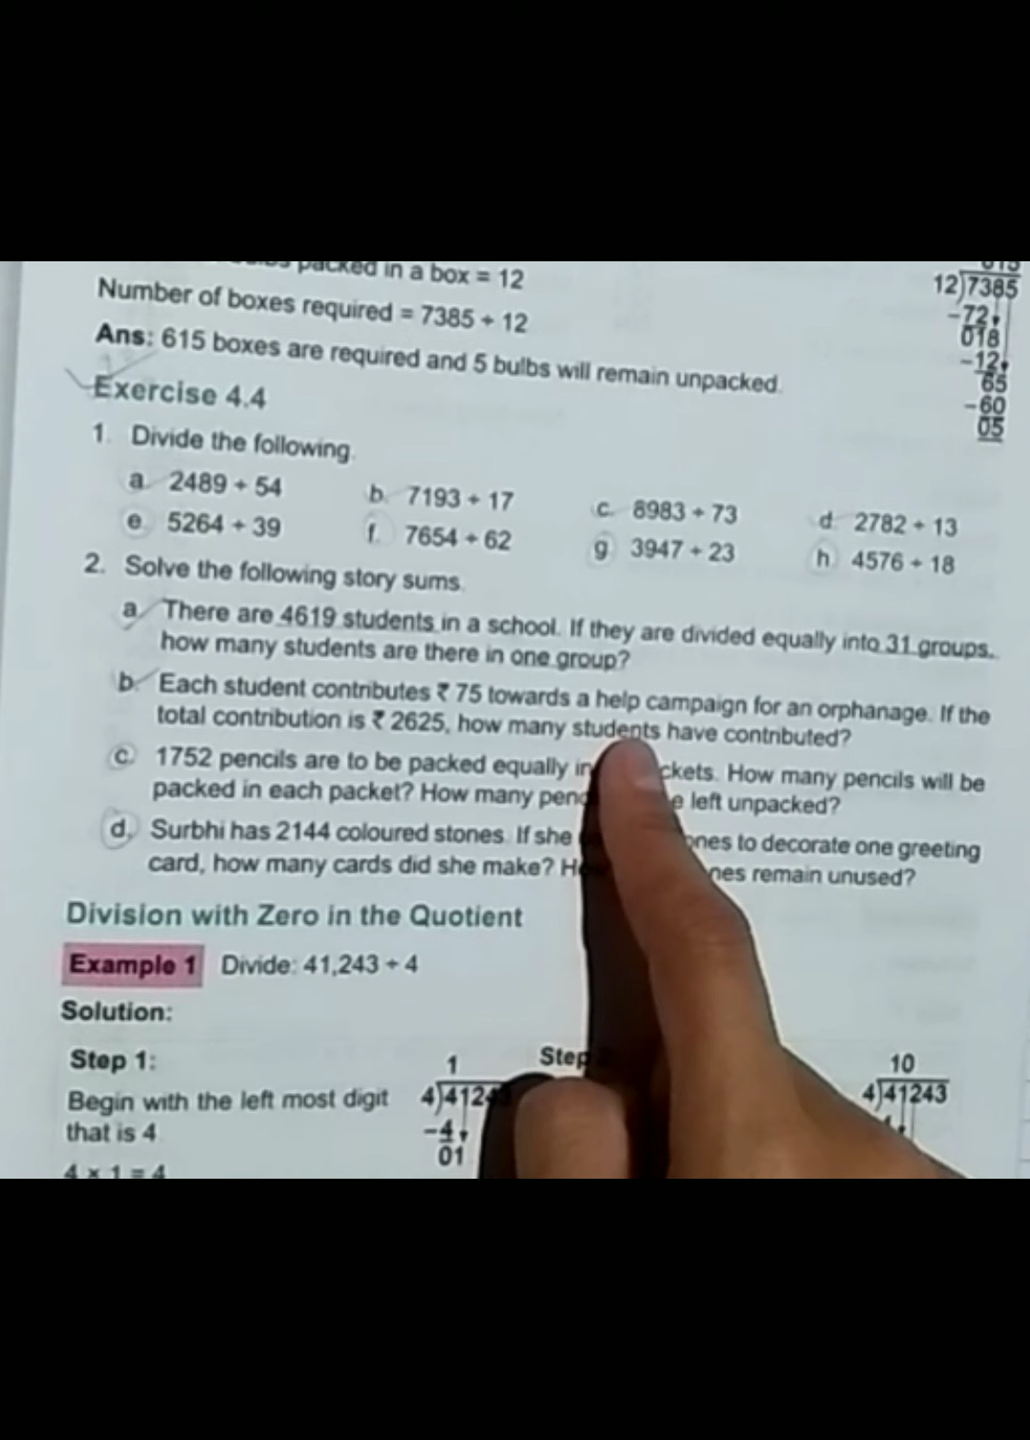 packed in a box = 12
Number of boxes required = 7385 ÷ 12
Ans: 615 boxes are required and 5 bulbs will remain unpacked.
615
12)7385
-72
018
-12
65
-60
05
Exercise 4.4
1. Divide the following.
a. 2489 ÷ 54 b. 7193 ÷ 17 c. 8983 ÷ 73 d. 2782 ÷ 13
e. 5264 ÷ 39 f. 7654 ÷ 62 g. 3947 ÷ 23 h. 4576 ÷ 18
2. Solve the following story sums.
a. There are 4619 students in a school. If they are divided equally into 31 groups,
how many students are there in one group?
b. Each student contributes ₹ 75 towards a help campaign for an orphanage. If the
total contribution is ₹ 2625, how many students have contributed?
c. 1752 pencils are to be packed equally in ckets. How many pencils will be
packed in each packet? How many penc e left unpacked?
d. Surbhi has 2144 coloured stones. If she ones to decorate one greeting
card, how many cards did she make? H nes remain unused?
Division with Zero in the Quotient
Example 1 Divide: 41,243 ÷ 4
Solution:
Step 1:
Begin with the left most digit
that is 4
4 × 1 = 4
1
4)4124
-4
01
Step
10
4)41243